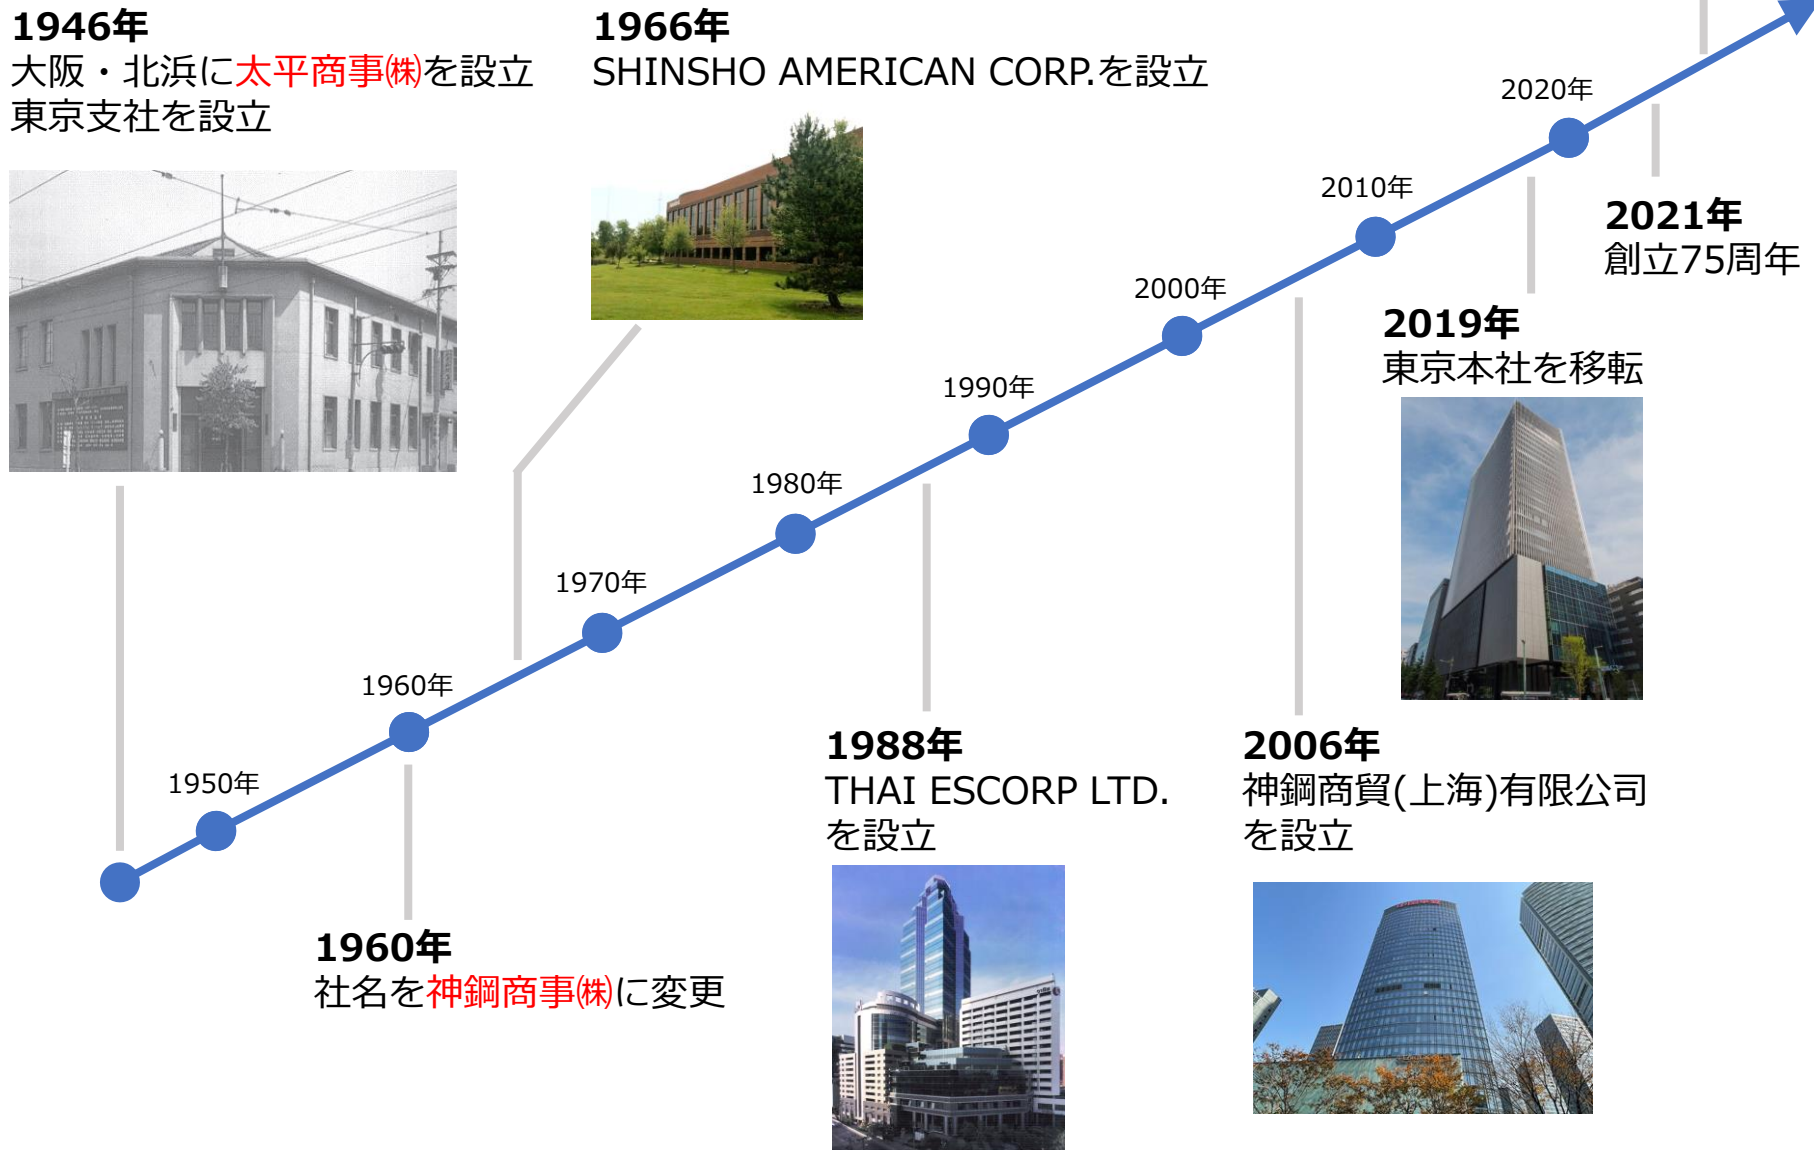 1946年
大阪・北浜に太平商事㈱を設立
東京支社を設立
1966年
SHINSHO AMERICAN CORP.を設立
2020年
2010年
2021年
創立75周年
2000年
2019年
東京本社を移転
1990年
1980年
1970年
1960年
1950年
1988年
THAI ESCORP LTD.
を設立
2006年
神鋼商貿(上海)有限公司
を設立
1960年
社名を神鋼商事㈱に変更